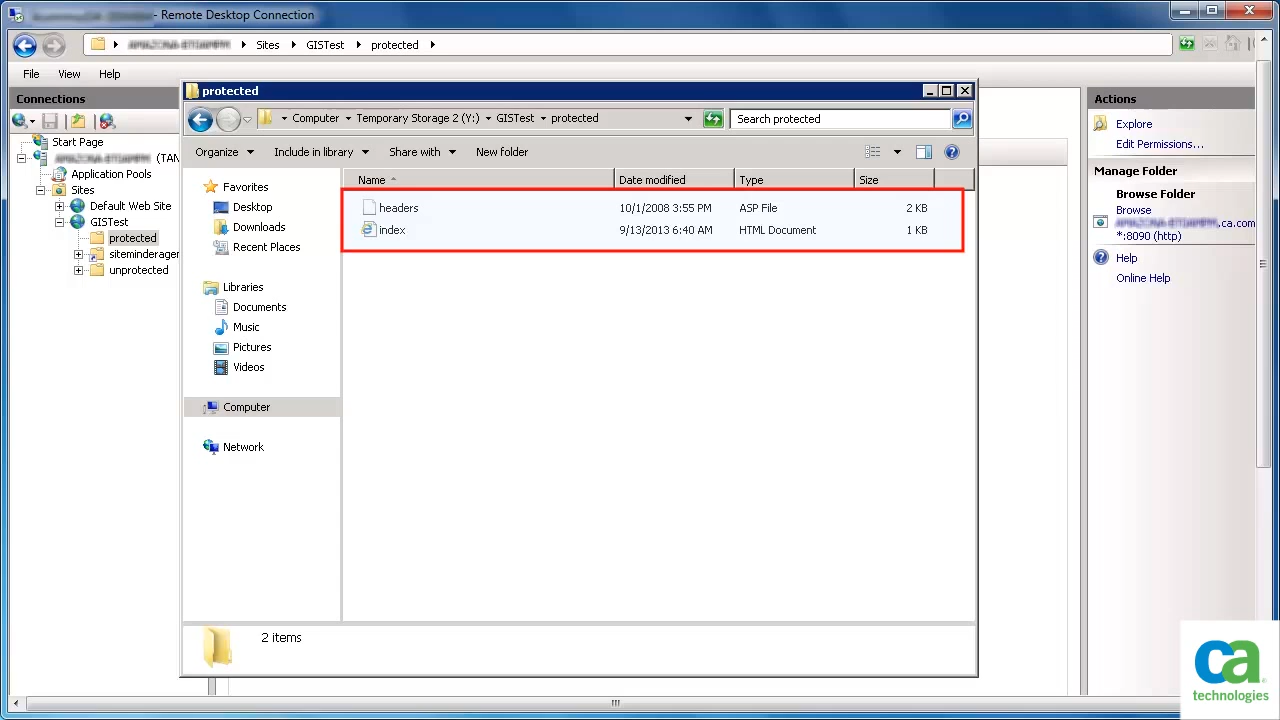 - Remote Desktop Connection
Sites GISTest protected
File View Help
Connections
Start Page
(TAN
Application Pools
Sites
Default Web Site
GISTest
protected
siteminderager
unprotected
protected
Computer Temporary Storage 2 (Y:) GISTest protected
Search protected
Organize Include in library Share with New folder
Favorites
Desktop
Downloads
Recent Places
Libraries
Documents
Music
Pictures
Videos
Computer
Network
Name Date modified Type Size
headers 10/1/2008 3:55 PM ASP File 2 KB
index 9/13/2013 6:40 AM HTML Document 1 KB
2 items
Actions
Explore
Edit Permissions...
Manage Folder
Browse Folder
Browse
.ca.com
*:8090 (http)
Help
Online Help
ca
technologies